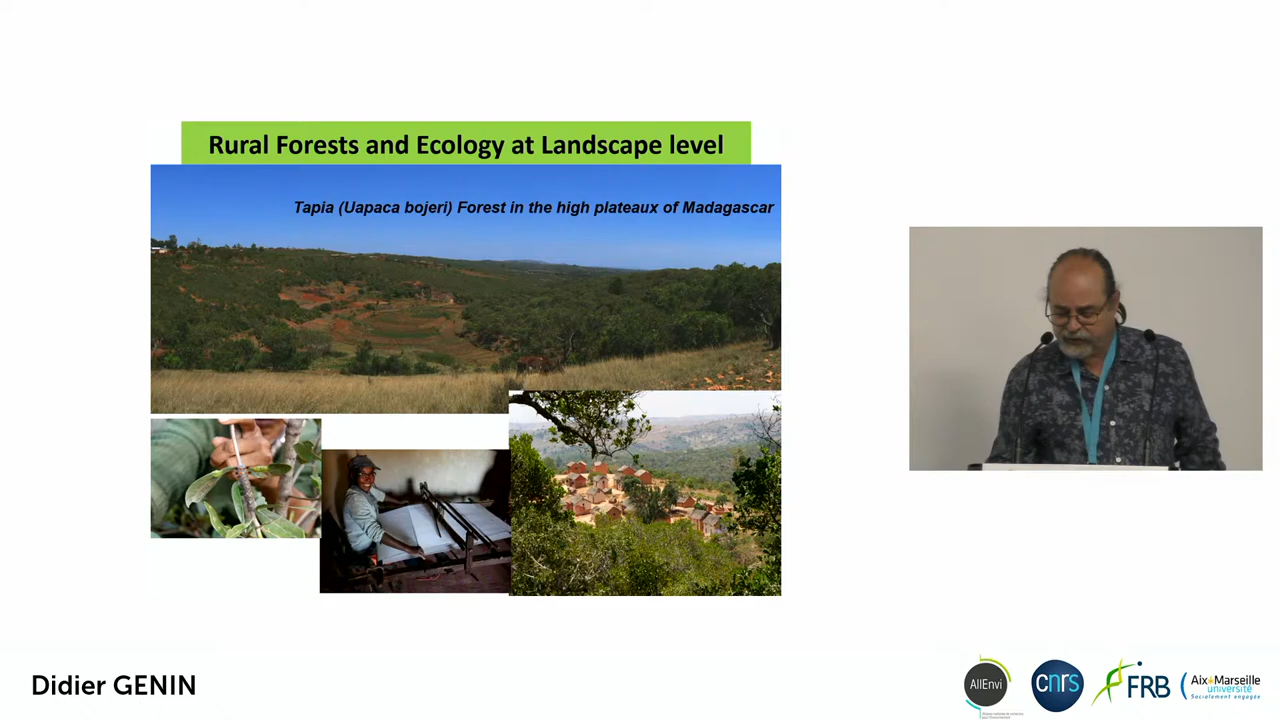 Rural Forests and Ecology at Landscape level
Tapia (Uapaca bojeri) Forest in the high plateaux of Madagascar
Didier GENIN
AllEnvi
cnrs
FRB
Aix Marseille
université
Socialement engagée